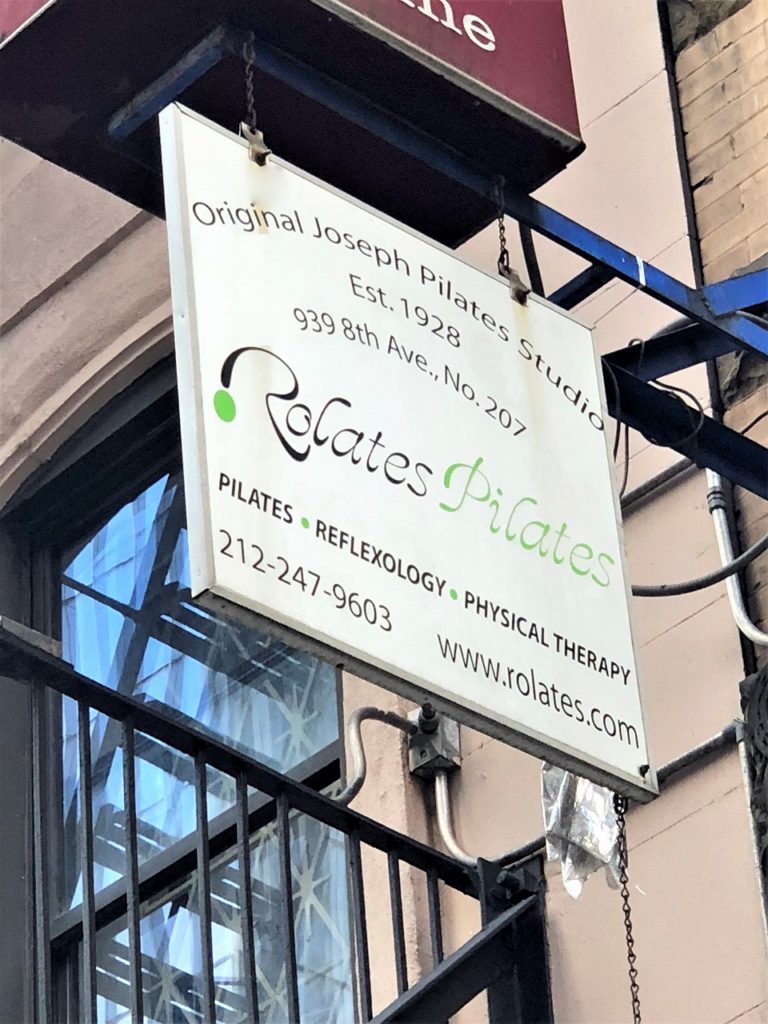 Original Joseph Pilates Studio
Est. 1928
939 8th Ave., No. 207
Rolates Pilates
PILATES • REFLEXOLOGY • PHYSICAL THERAPY
212-247-9603
www.rolates.com